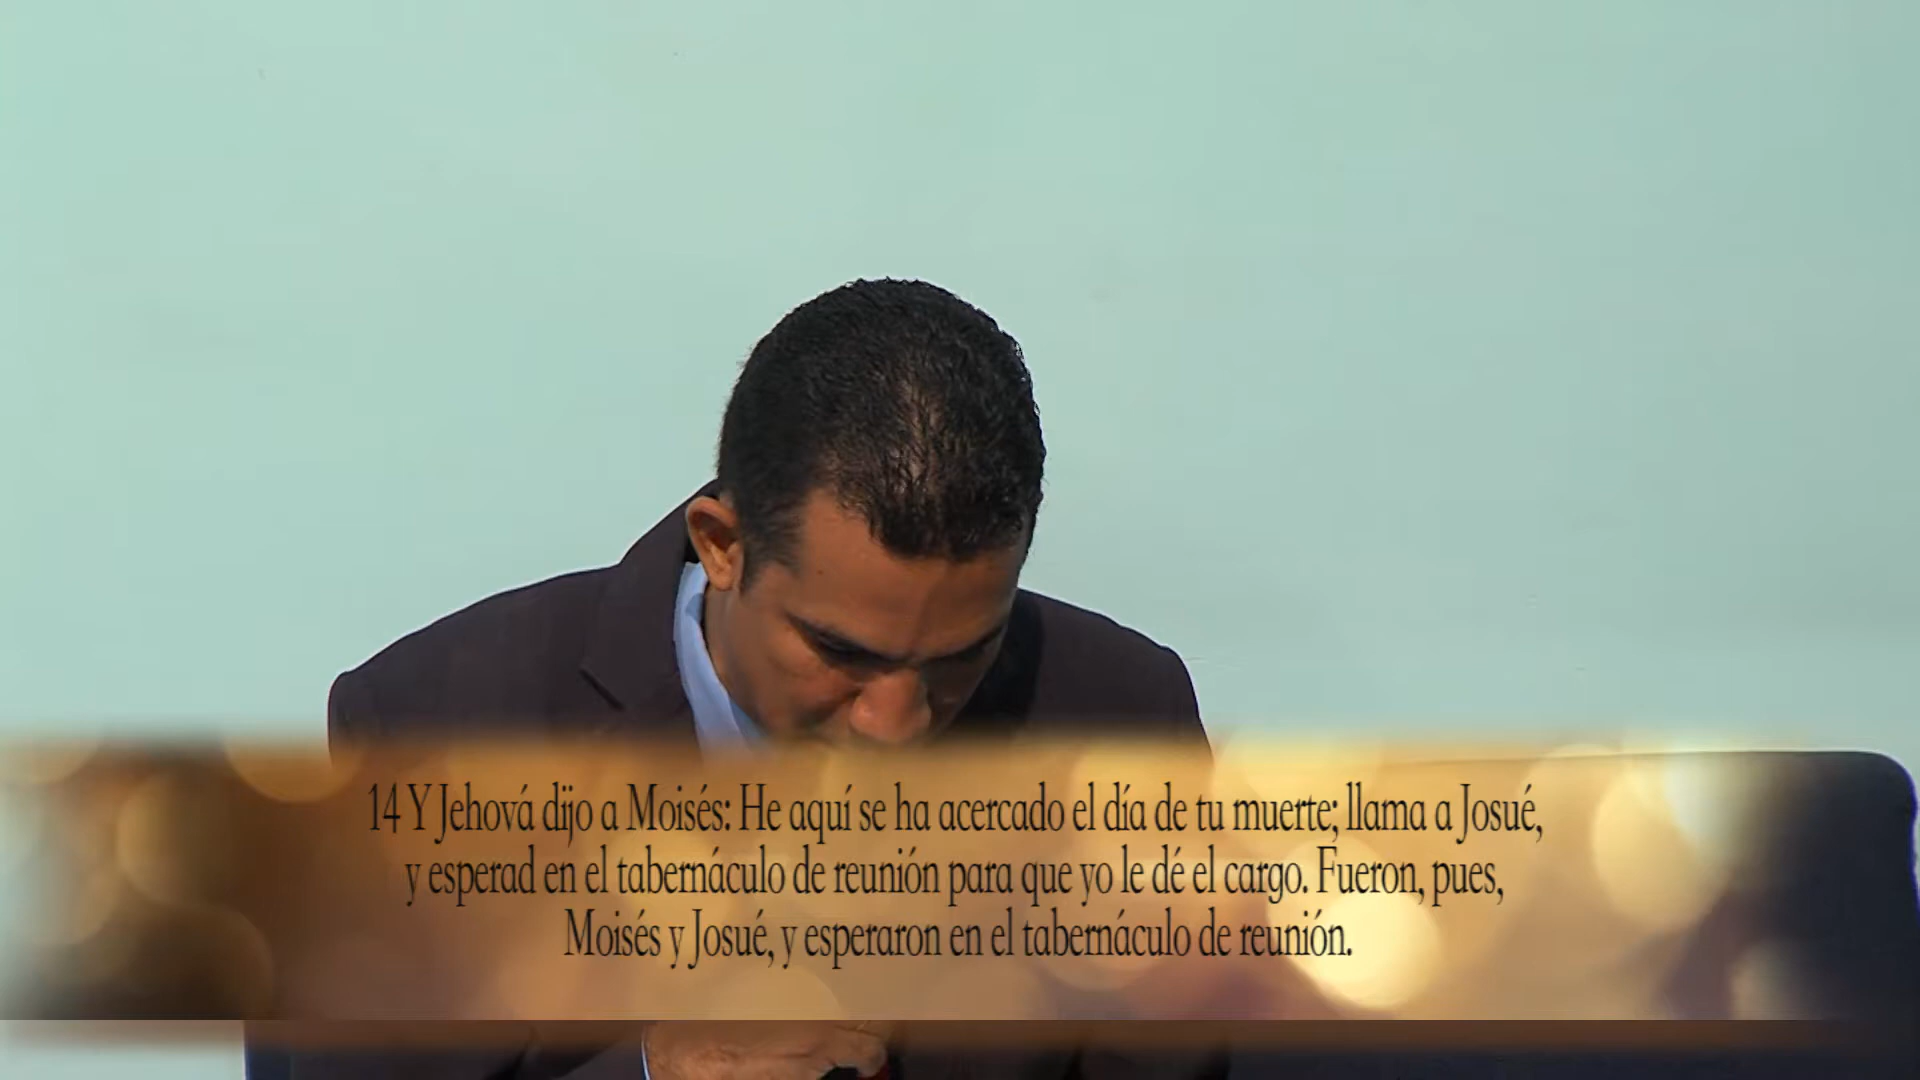 14 Y Jehová dijo a Moisés: He aquí se ha acercado el día de tu muerte; llama a Josué,
y esperad en el tabernáculo de reunión para que yo le dé el cargo. Fueron, pues,
Moisés y Josué, y esperaron en el tabernáculo de reunión.